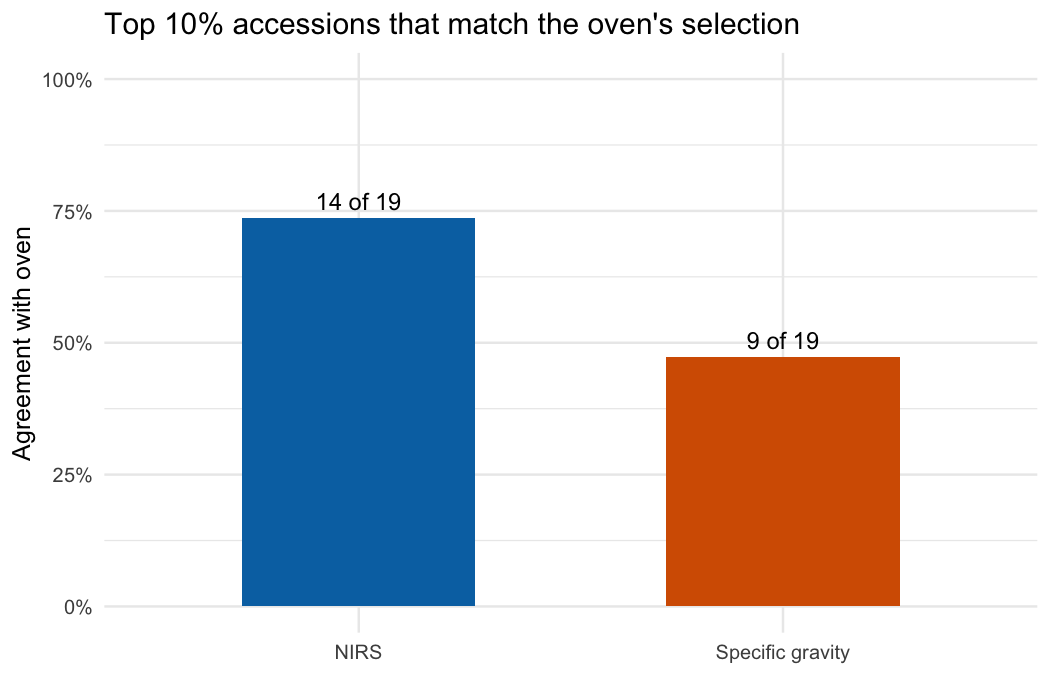 Top 10% accessions that match the oven's selection
Agreement with oven
100%
75%
50%
25%
0%
14 of 19
9 of 19
NIRS
Specific gravity